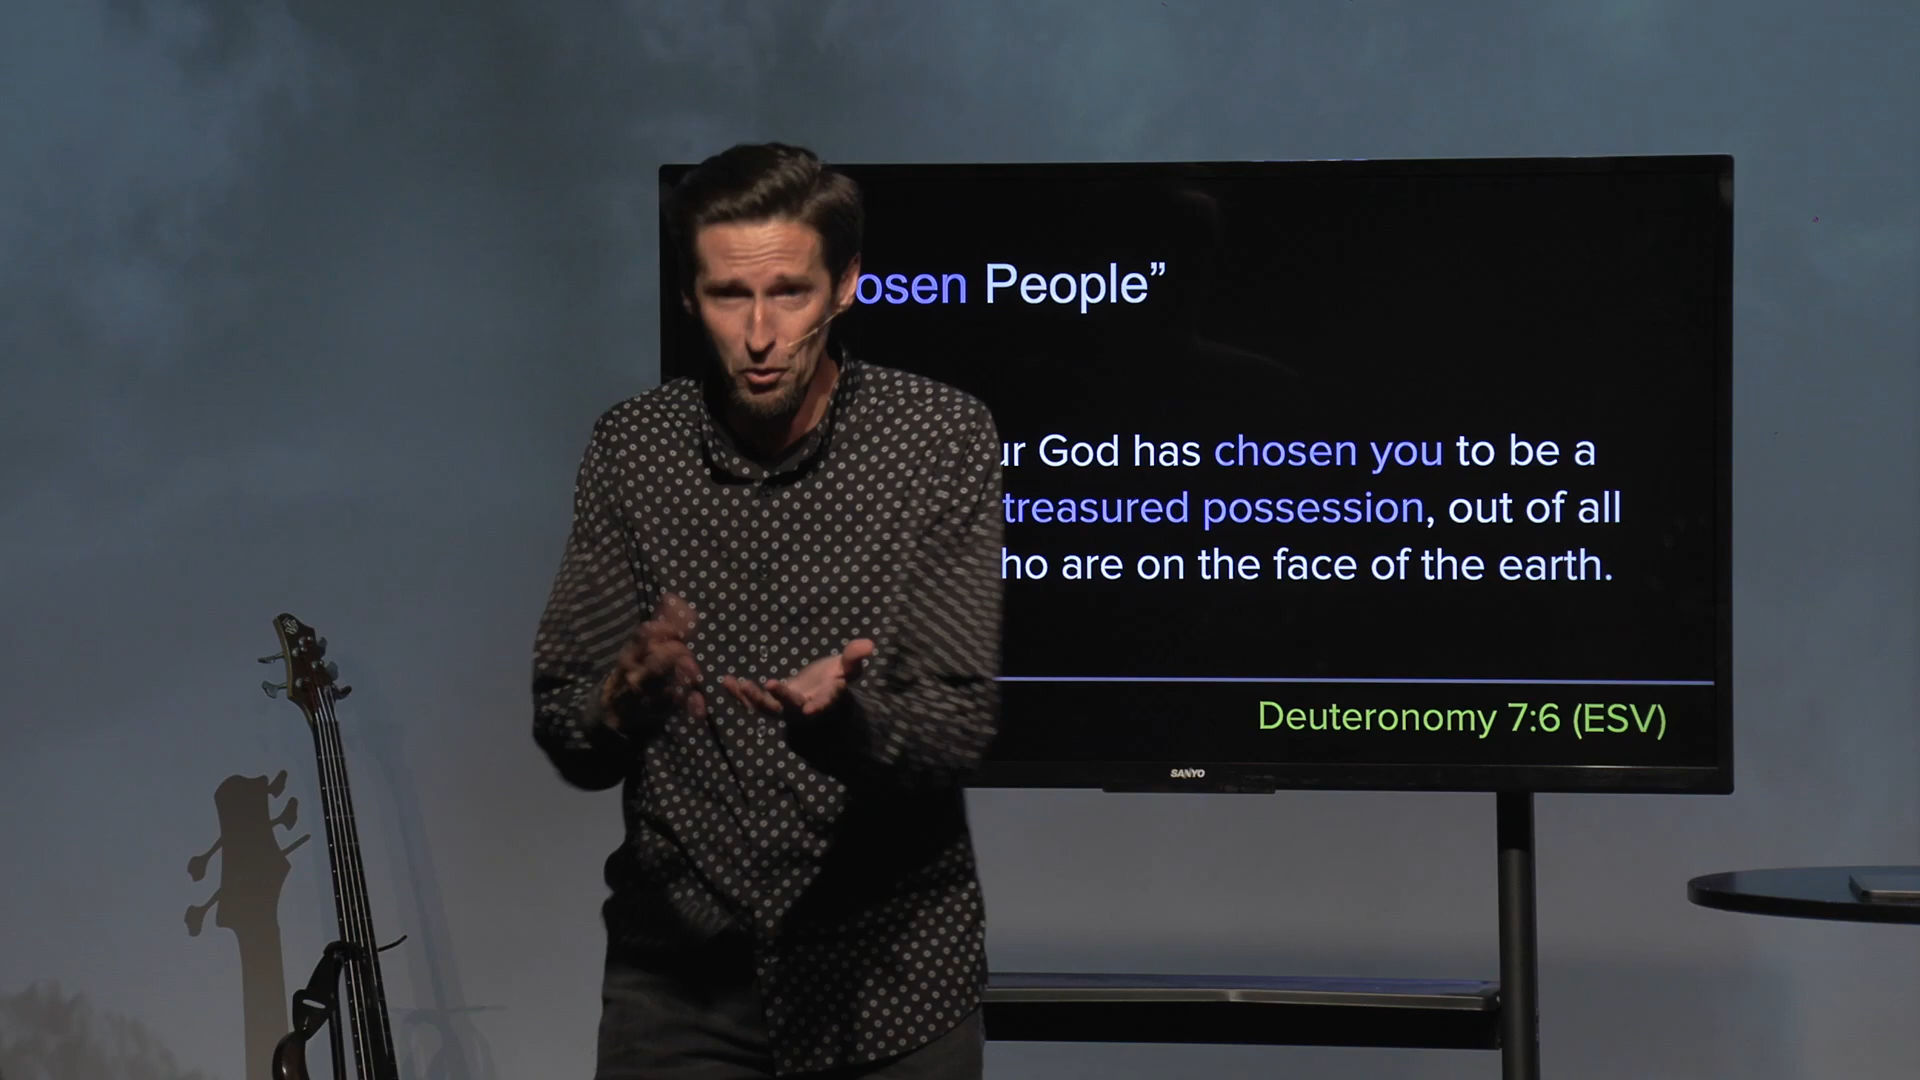 osen People”
ur God has chosen you to be a
treasured possession, out of all
ho are on the face of the earth.
Deuteronomy 7:6 (ESV)
SANYO